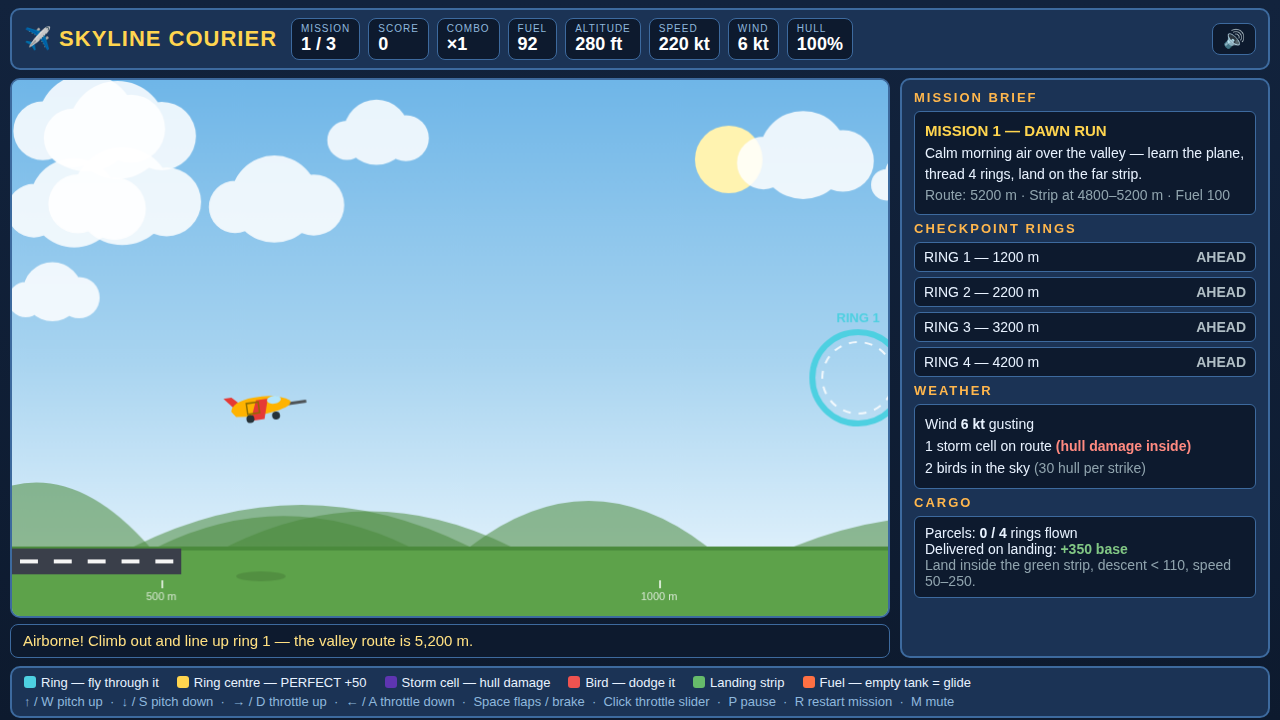 ✈️ SKYLINE COURIER
MISSION
1 / 3
SCORE
0
COMBO
×1
FUEL
92
ALTITUDE
280 ft
SPEED
220 kt
WIND
6 kt
HULL
100%
RING 1
500 m
1000 m
Airborne! Climb out and line up ring 1 — the valley route is 5,200 m.
MISSION BRIEF
MISSION 1 — DAWN RUN
Calm morning air over the valley — learn the plane,
thread 4 rings, land on the far strip.
Route: 5200 m · Strip at 4800–5200 m · Fuel 100
CHECKPOINT RINGS
RING 1 — 1200 m AHEAD
RING 2 — 2200 m AHEAD
RING 3 — 3200 m AHEAD
RING 4 — 4200 m AHEAD
WEATHER
Wind 6 kt gusting
1 storm cell on route (hull damage inside)
2 birds in the sky (30 hull per strike)
CARGO
Parcels: 0 / 4 rings flown
Delivered on landing: +350 base
Land inside the green strip, descent < 110, speed
50–250.
Ring — fly through it Ring centre — PERFECT +50 Storm cell — hull damage Bird — dodge it Landing strip Fuel — empty tank = glide
↑ / W pitch up · ↓ / S pitch down · → / D throttle up · ← / A throttle down · Space flaps / brake · Click throttle slider · P pause · R restart mission · M mute